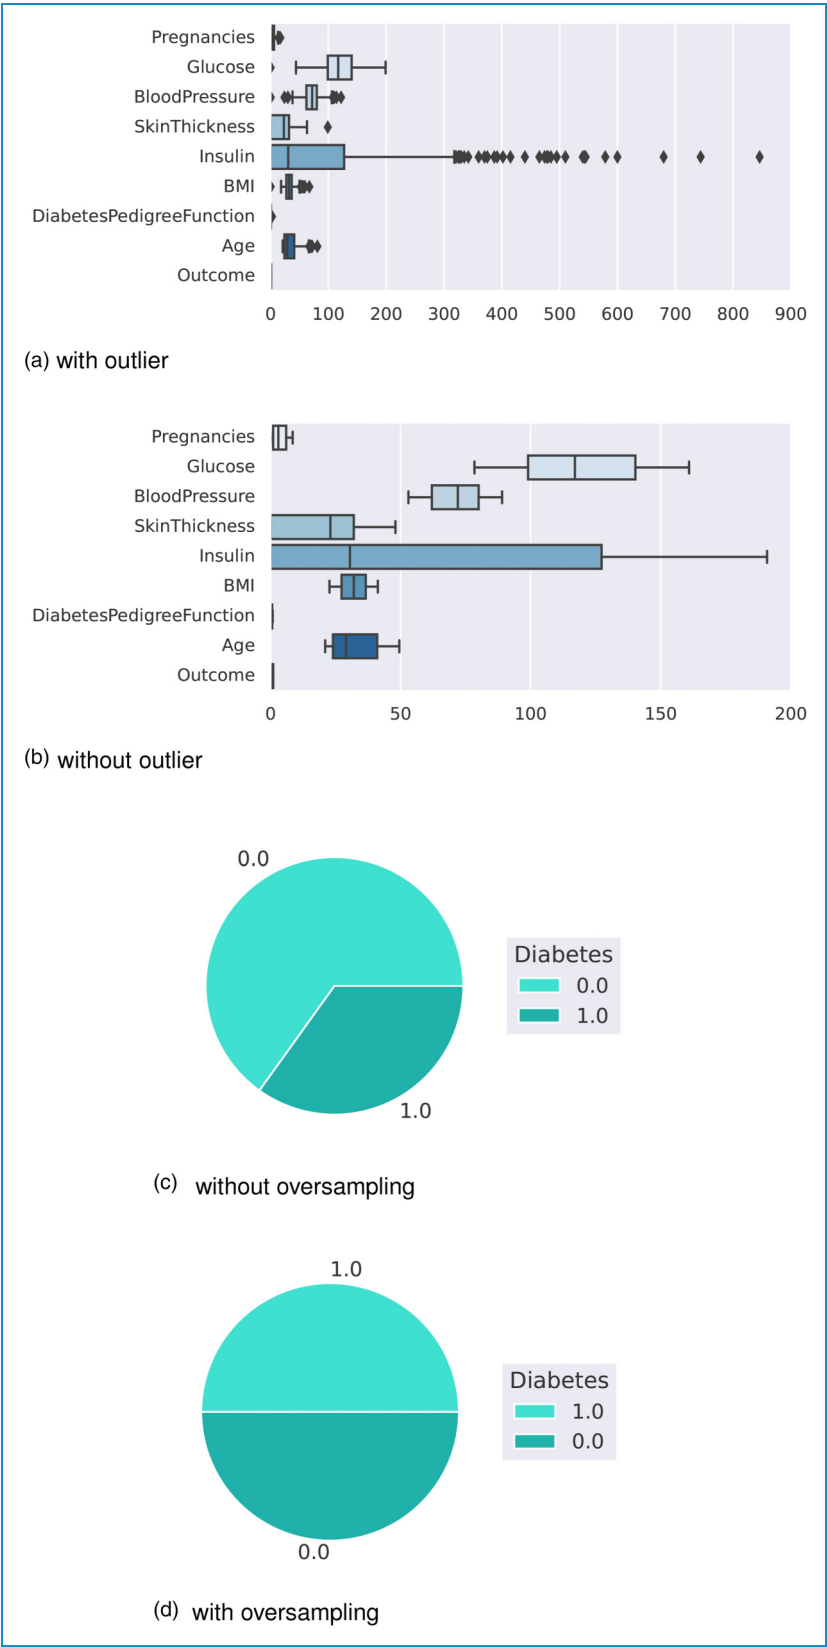 Pregnancies
Glucose
BloodPressure
SkinThickness
Insulin
BMI
DiabetesPedigreeFunction
Age
Outcome
0 100 200 300 400 500 600 700 800 900
(a) with outlier
Pregnancies
Glucose
BloodPressure
SkinThickness
Insulin
BMI
DiabetesPedigreeFunction
Age
Outcome
0 50 100 150 200
(b) without outlier
0.0
Diabetes
0.0
1.0
1.0
(c) without oversampling
1.0
Diabetes
1.0
0.0
0.0
(d) with oversampling